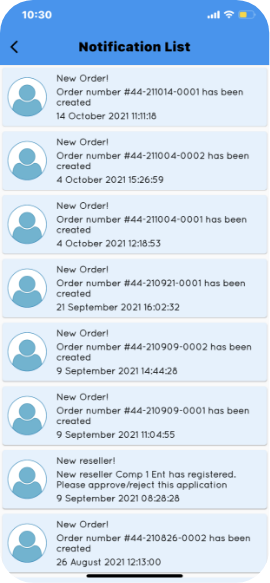 10:30
Notification List
New Order!
Order number #44-211014-0001 has been
created
14 October 2021 11:11:18
New Order!
Order number #44-211004-0002 has been
created
4 October 2021 15:26:59
New Order!
Order number #44-211004-0001 has been
created
4 October 2021 12:18:53
New Order!
Order number #44-210921-0001 has been
created
21 September 2021 16:02:32
New Order!
Order number #44-210909-0002 has been
created
9 September 2021 14:44:28
New Order!
Order number #44-210909-0001 has been
created
9 September 2021 11:04:55
New reseller!
New reseller Comp 1 Ent has registered.
Please approve/reject this application
9 September 2021 08:28:28
New Order!
Order number #44-210826-0002 has been
created
26 August 2021 12:13:00